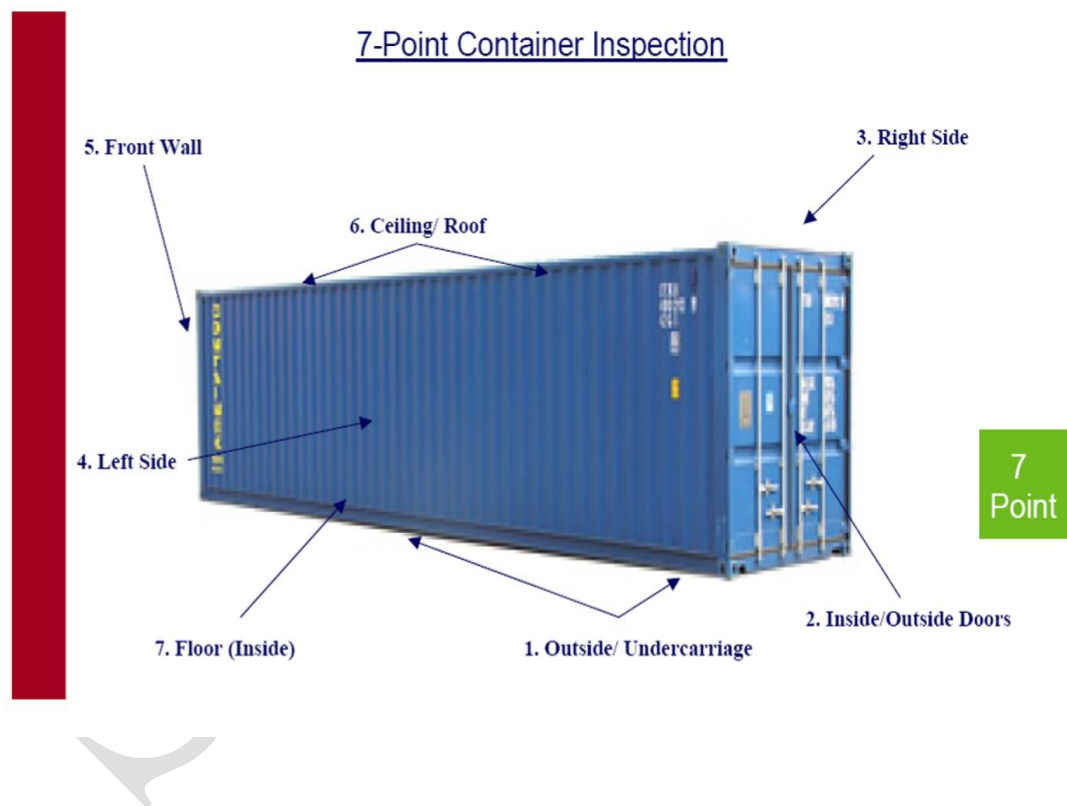 7-Point Container Inspection
5. Front Wall
3. Right Side
6. Ceiling/ Roof
CONTAINER
4. Left Side
7
Point
2. Inside/Outside Doors
7. Floor (Inside)
1. Outside/ Undercarriage